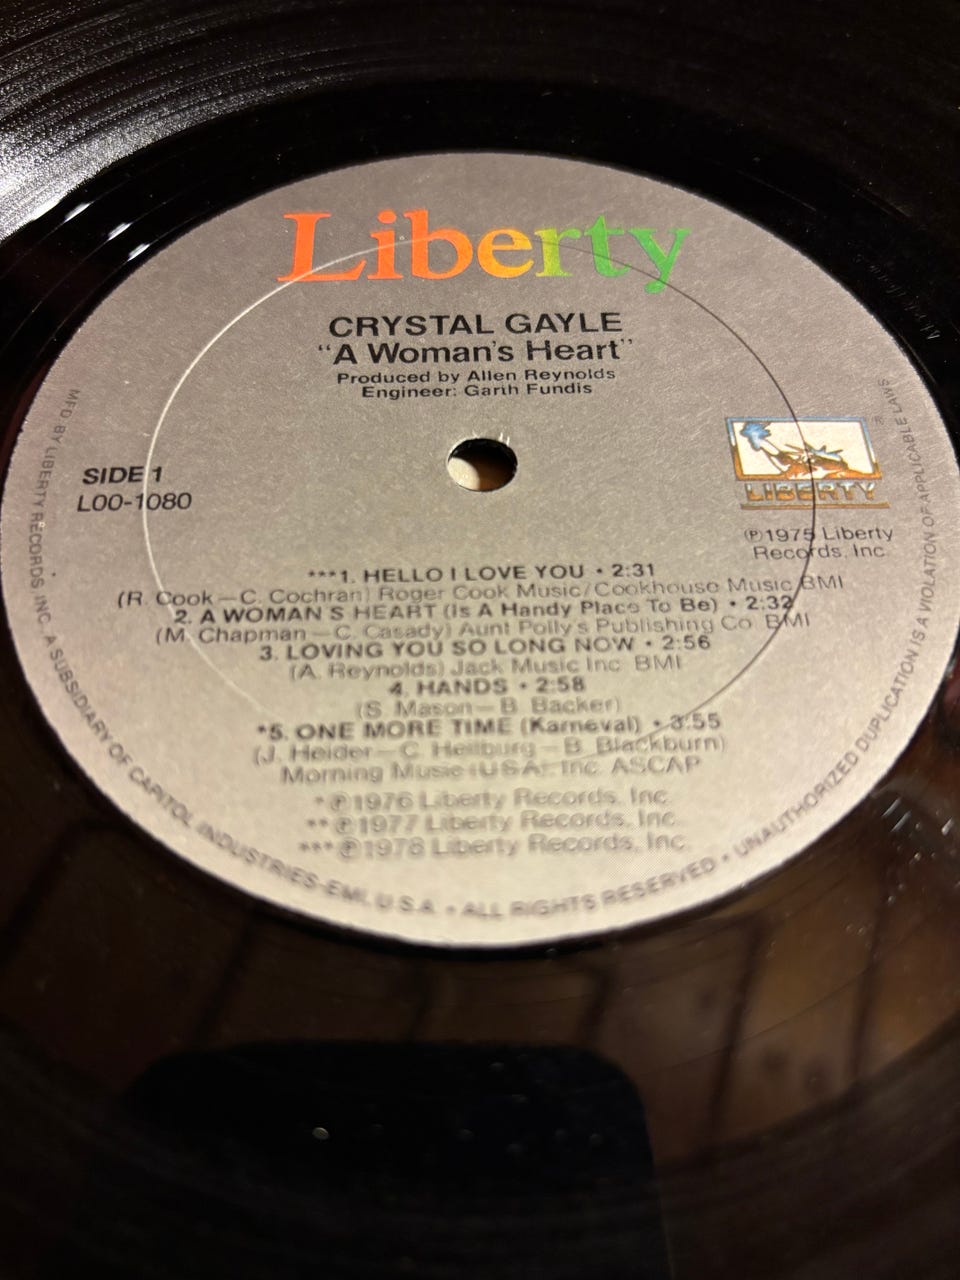 Liberty
CRYSTAL GAYLE
"A Woman's Heart"
Produced by Allen Reynolds
Engineer: Garth Fundis
SIDE 1
LOO-1080
LIBERTY
®
℗1975 Liberty
Records, Inc.
***1. HELLO I LOVE YOU • 2:31
(R. Cook—C. Cochran) Roger Cook Music/Cookhouse Music BMI
2. A WOMAN'S HEART (Is A Handy Place To Be) • 2:32
(M. Chapman—C. Casady) Aunt Polly's Publishing Co. BMI
3. LOVING YOU SO LONG NOW • 2:56
(A. Reynolds) Jack Music Inc. BMI
4. HANDS • 2:58
(S. Mason—B. Backer)
*5. ONE MORE TIME (Karneval) • 3:55
(J. Heider—C. Heilburg—B. Blackburn)
Morning Music (USA), Inc. ASCAP
*℗1976 Liberty Records, Inc.
**℗1977 Liberty Records, Inc.
***℗1978 Liberty Records, Inc.
MFD. BY LIBERTY RECORDS, INC. A SUBSIDIARY OF CAPITOL INDUSTRIES-EMI, U.S.A. • ALL RIGHTS RESERVED • UNAUTHORIZED DUPLICATION IS A VIOLATION OF APPLICABLE LAWS